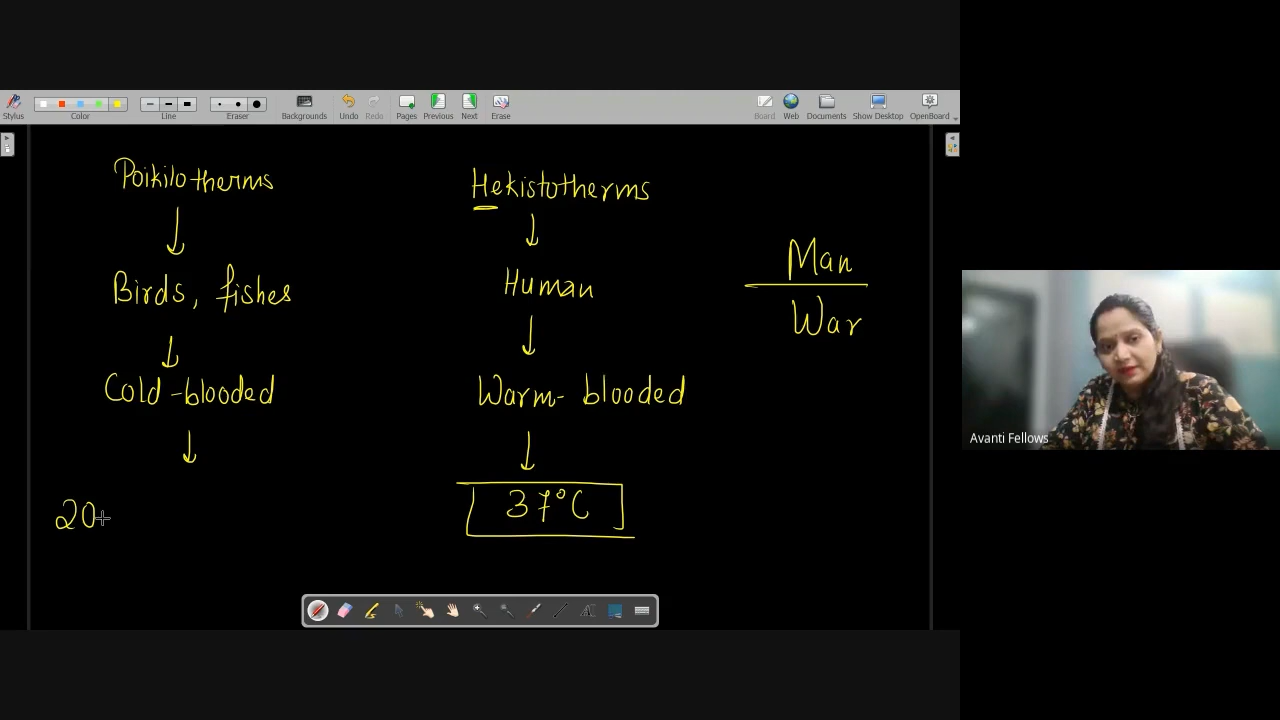 Stylus
Color
Line
Eraser
Backgrounds
Undo
Redo
Pages
Previous
Next
Erase
Board
Web
Documents
Show Desktop
OpenBoard
Poikilotherms
Birds, fishes
Cold-blooded
20
Hekistotherms
Human
Warm-blooded
37°C
Man
War
Avanti Fellows